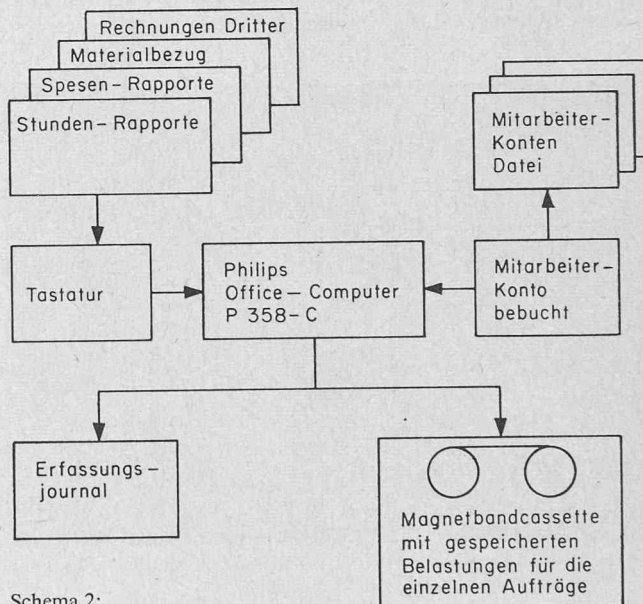 Rechnungen Dritter
Materialbezug
Spesen-Rapporte
Stunden-Rapporte
Mitarbeiter-
Konten
Datei
Tastatur
Philips
Office-Computer
P 358-C
Mitarbeiter-
Konto
bebucht
Erfassungs-
journal
Magnetbandcassette
mit gespeicherten
Belastungen für die
einzelnen Aufträge
Schema 2: